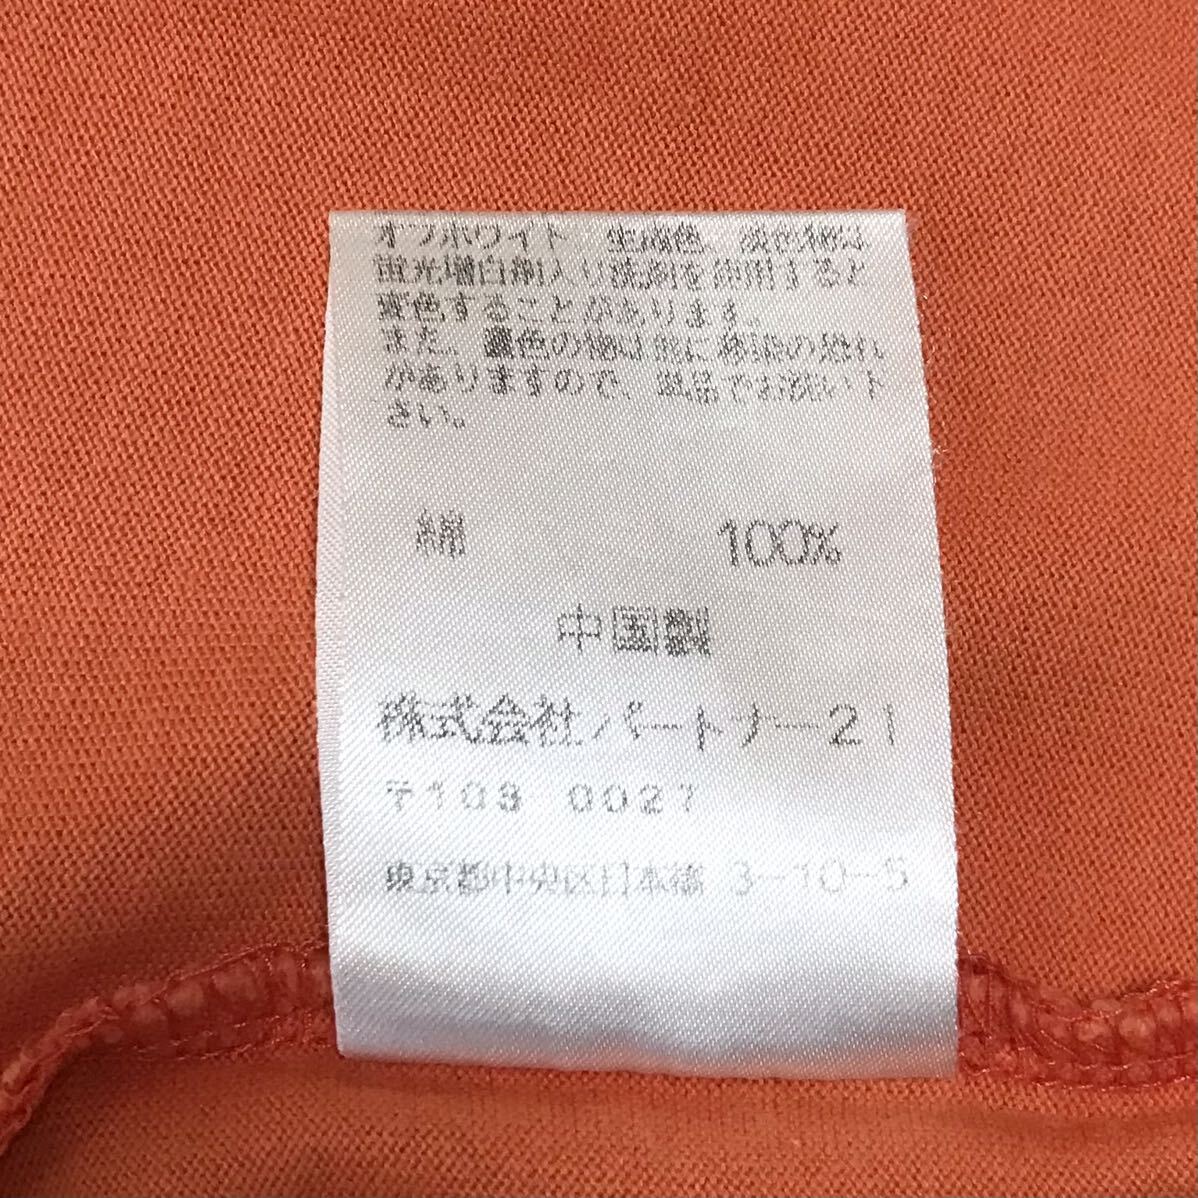 オフホワイト 生成色 淡色物は
蛍光増白剤入り洗剤を使用すると
変色することがあります。
また、濃色の物は他に移染の恐れ
がありますので、単品でお洗い下
さい。
綿 100%
中国製
株式会社パートナー21
〒103 0027
東京都中央区日本橋 3-10-5